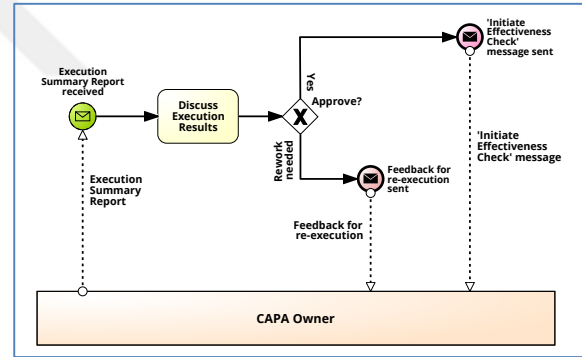 Execution
Summary Report
received
Discuss
Execution
Results
Approve?
Yes
Rework
needed
'Initiate
Effectiveness
Check'
message sent
Feedback for
re-execution
sent
Execution
Summary
Report
Feedback for
re-execution
'Initiate
Effectiveness
Check' message
CAPA Owner